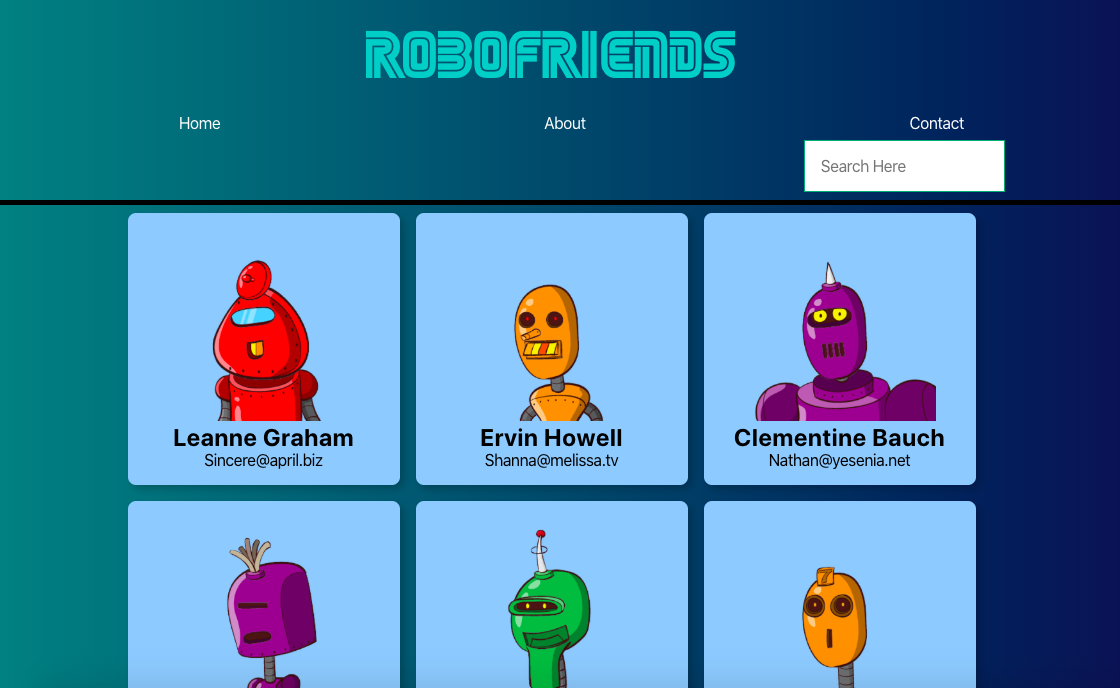 ROBOFRIENDS
Home About Contact
Search Here
Leanne Graham Ervin Howell Clementine Bauch
Sincere@april.biz Shanna@melissa.tv Nathan@yesenia.net
7